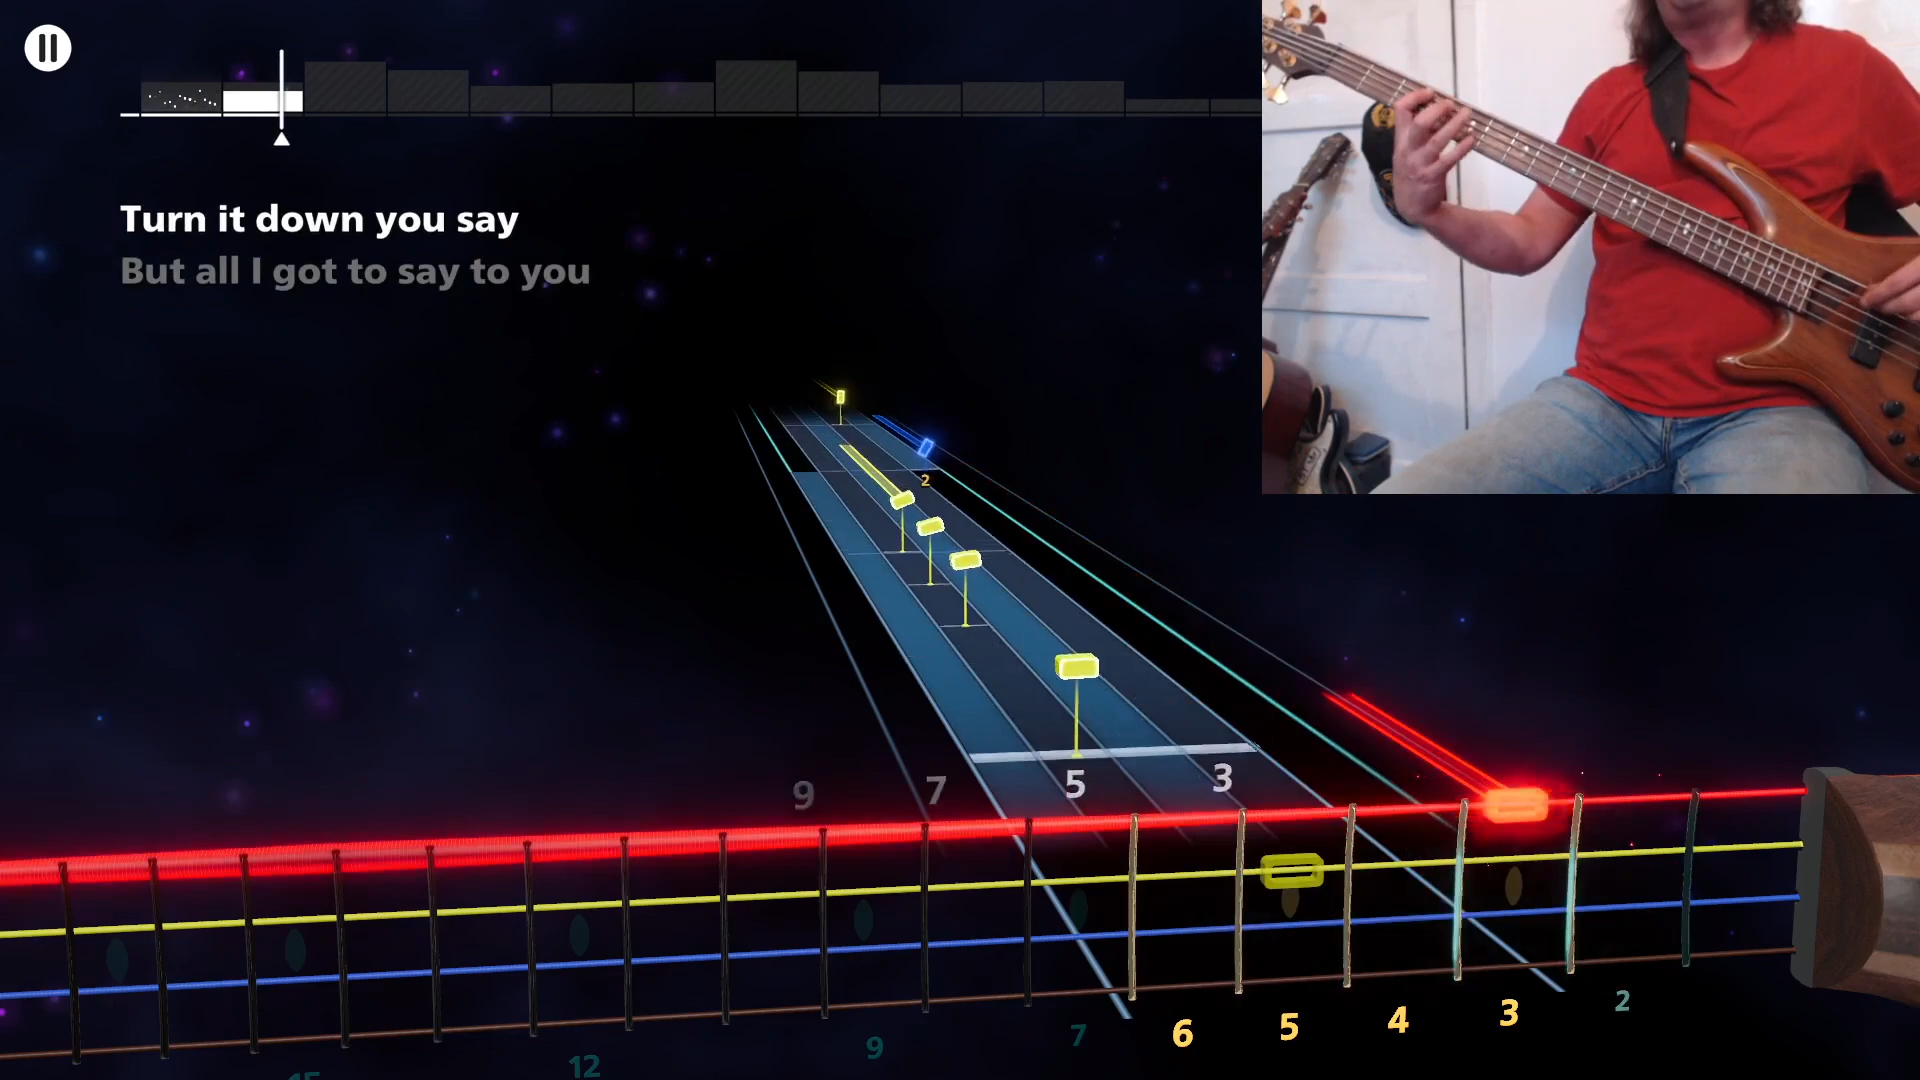 Turn it down you say
But all I got to say to you
2
9 7 5 3
12 9 7 6 5 4 3 2